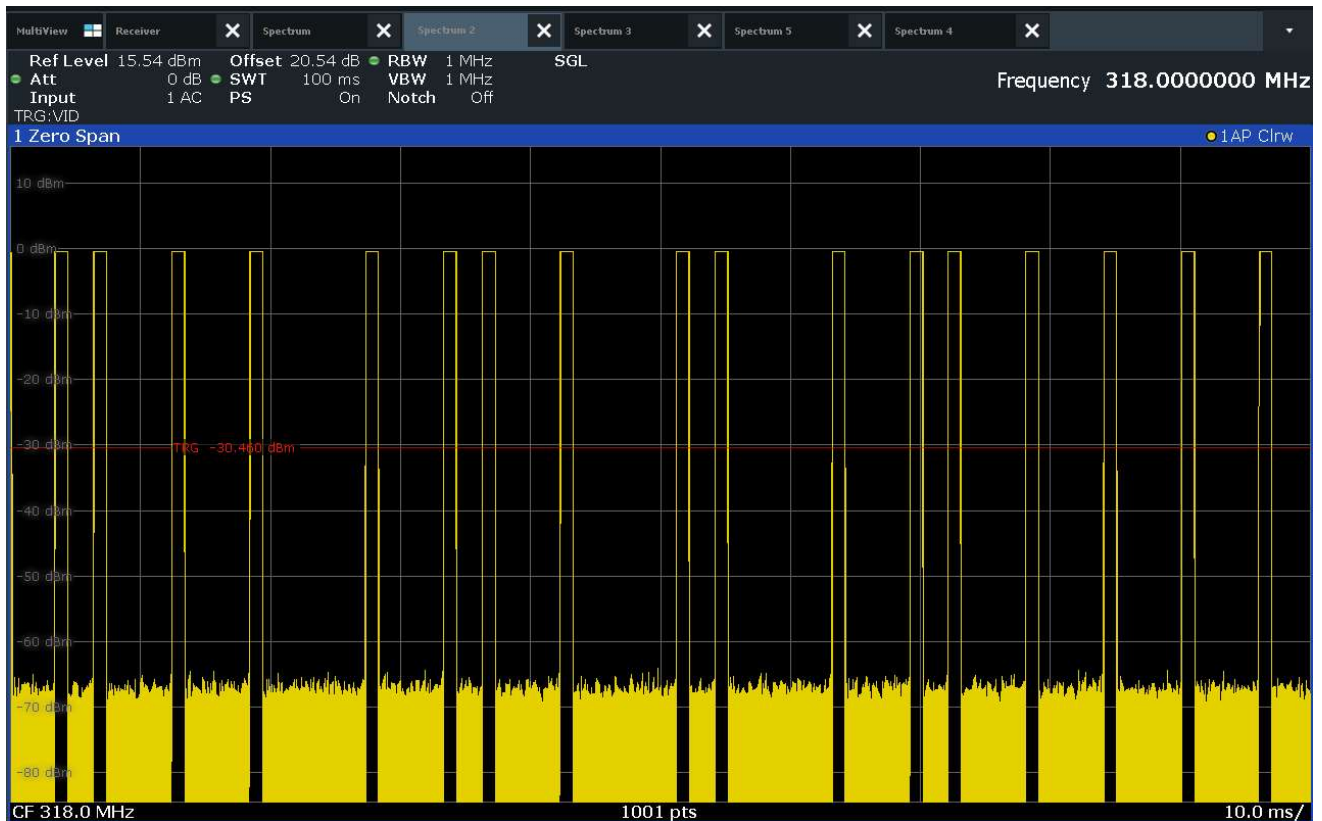 MultiView Receiver Spectrum Spectrum 2 Spectrum 3 Spectrum 5 Spectrum 4
Ref Level 15.54 dBm Offset 20.54 dB RBW 1 MHz SGL
Att 0 dB SWT 100 ms VBW 1 MHz
Input 1 AC PS On Notch Off
Frequency 318.0000000 MHz
TRG:VID
1 Zero Span 1AP Clrw
10 dBm
0 dBm
-10 dBm
-20 dBm
-30 dBm
TRG -30.460 dBm
-40 dBm
-50 dBm
-60 dBm
-70 dBm
-80 dBm
CF 318.0 MHz 1001 pts 10.0 ms/